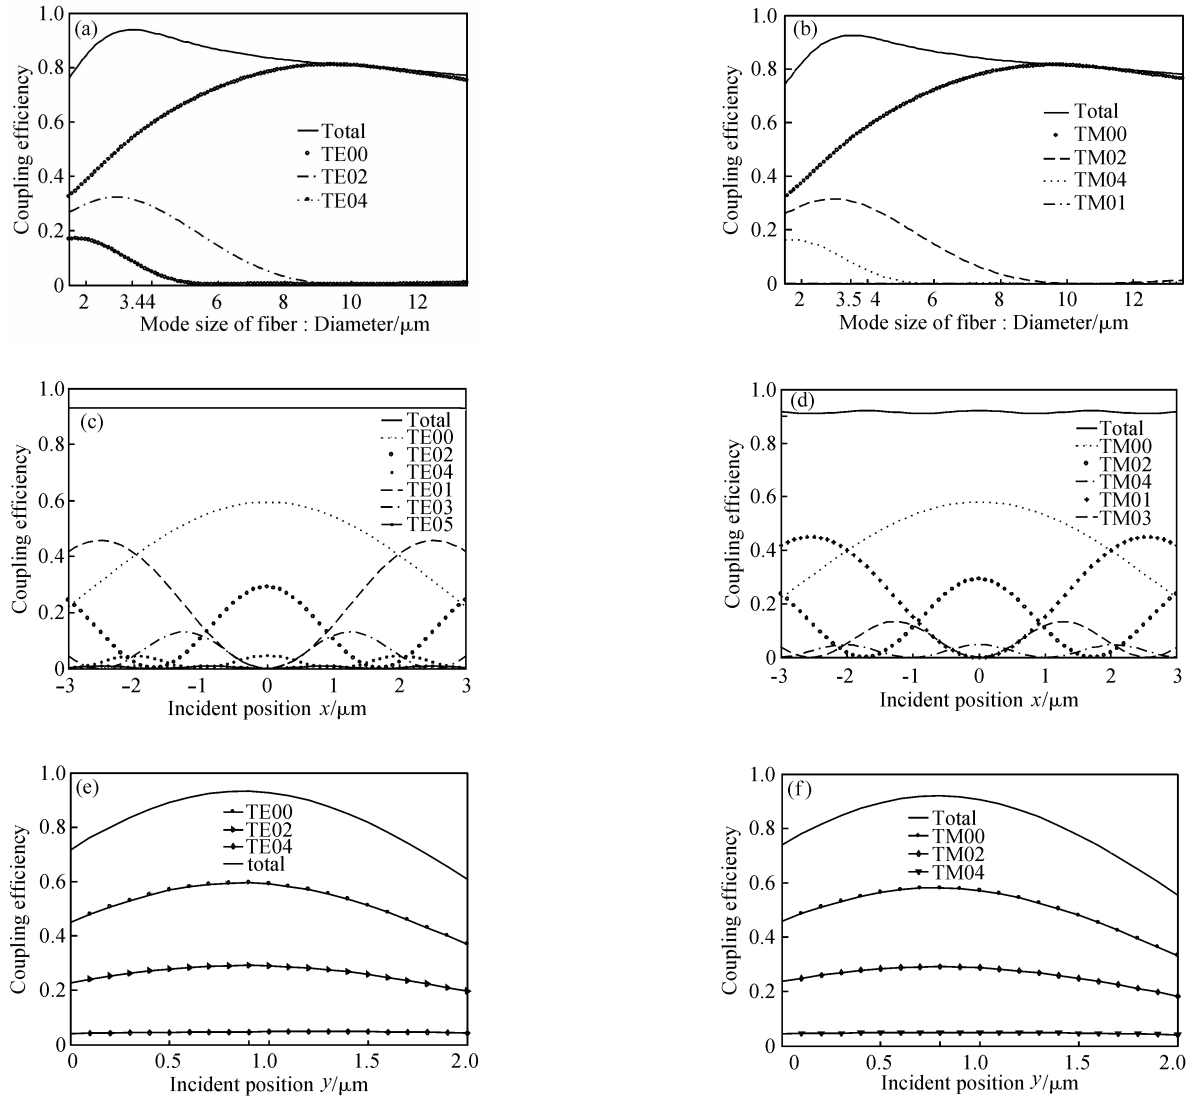 (a)
1.0
0.8
0.6
0.4
0.2
0
Coupling efficiency
Total
TE00
TE02
TE04
2 3.44 6 8 10 12
Mode size of fiber : Diameter/μm
(b)
1.0
0.8
0.6
0.4
0.2
0
Coupling efficiency
Total
TM00
TM02
TM04
TM01
2 3.5 4 6 8 10 12
Mode size of fiber : Diameter/μm
(c)
1.0
0.8
0.6
0.4
0.2
0
Coupling efficiency
Total
TE00
TE02
TE04
TE01
TE03
TE05
-3 -2 -1 0 1 2 3
Incident position x/μm
(d)
1.0
0.8
0.6
0.4
0.2
0
Coupling efficiency
Total
TM00
TM02
TM04
TM01
TM03
-3 -2 -1 0 1 2 3
Incident position x/μm
(e)
1.0
0.8
0.6
0.4
0.2
0
Coupling efficiency
TE00
TE02
TE04
total
0 0.5 1.0 1.5 2.0
Incident position y/μm
(f)
1.0
0.8
0.6
0.4
0.2
0
Coupling efficiency
Total
TM00
TM02
TM04
0 0.5 1.0 1.5 2.0
Incident position y/μm